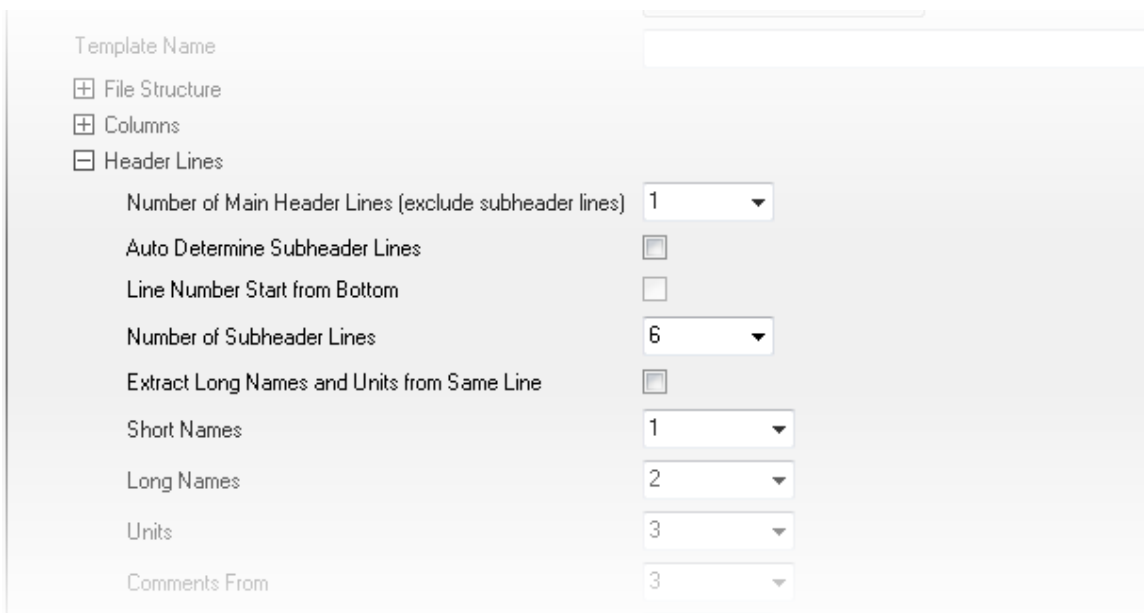 Template Name
File Structure
Columns
Header Lines
Number of Main Header Lines (exclude subheader lines) 1
Auto Determine Subheader Lines
Line Number Start from Bottom
Number of Subheader Lines 6
Extract Long Names and Units from Same Line
Short Names 1
Long Names 2
Units 3
Comments From 3